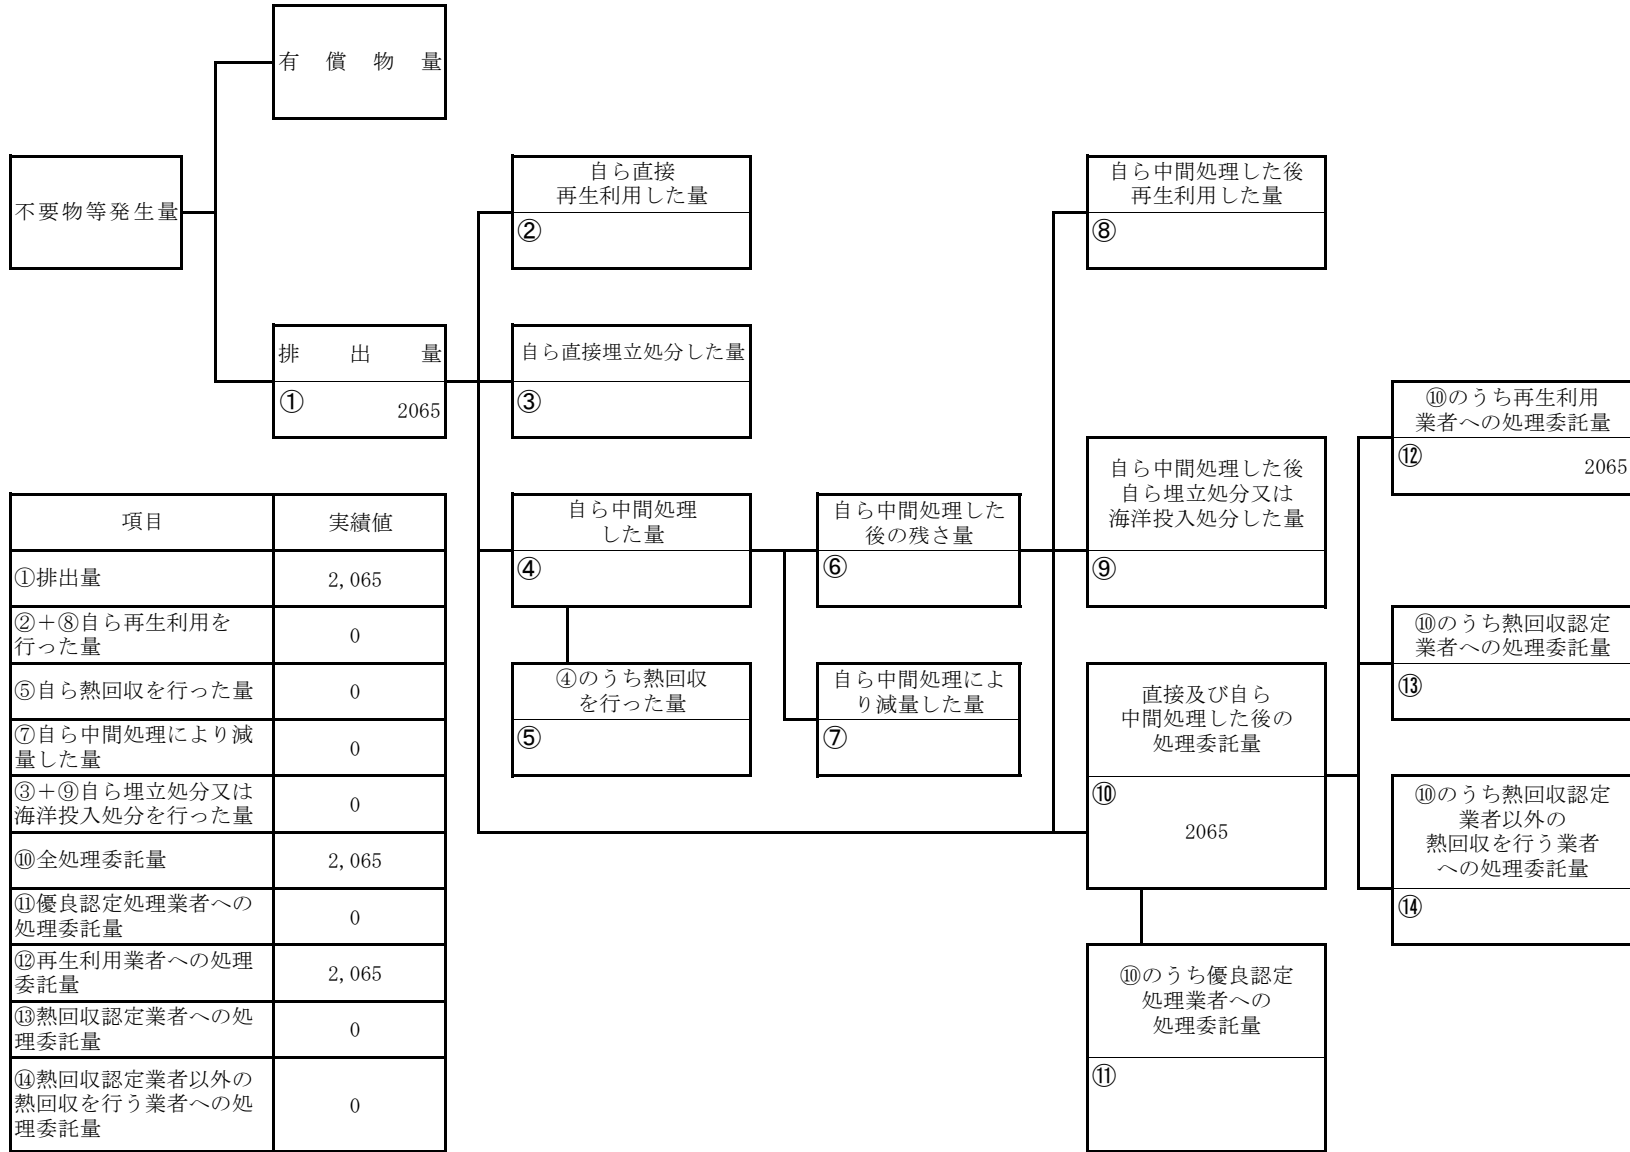 有償物量
不要物等発生量
自ら直接
再生利用した量
②
自ら中間処理した後
再生利用した量
⑧
排出量
①
2065
自ら直接埋立処分した量
③
⑩のうち再生利用
業者への処理委託量
⑫
2065
自ら中間処理した後
自ら埋立処分又は
海洋投入処分した量
⑨
自ら中間処理
した量
④
自ら中間処理した
後の残さ量
⑥
⑩のうち熱回収認定
業者への処理委託量
⑬
④のうち熱回収
を行った量
⑤
自ら中間処理によ
り減量した量
⑦
直接及び自ら
中間処理した後の
処理委託量
⑩
2065
⑩のうち熱回収認定
業者以外の
熱回収を行う業者
への処理委託量
⑭
⑩のうち優良認定
処理業者への
処理委託量
⑪
項目 実績値
①排出量 2,065
②＋⑧自ら再生利用を
行った量 0
⑤自ら熱回収を行った量 0
⑦自ら中間処理により減
量した量 0
③＋⑨自ら埋立処分又は
海洋投入処分を行った量 0
⑩全処理委託量 2,065
⑪優良認定処理業者への
処理委託量 0
⑫再生利用業者への処理
委託量 2,065
⑬熱回収認定業者への処
理委託量 0
⑭熱回収認定業者以外の
熱回収を行う業者への処
理委託量 0